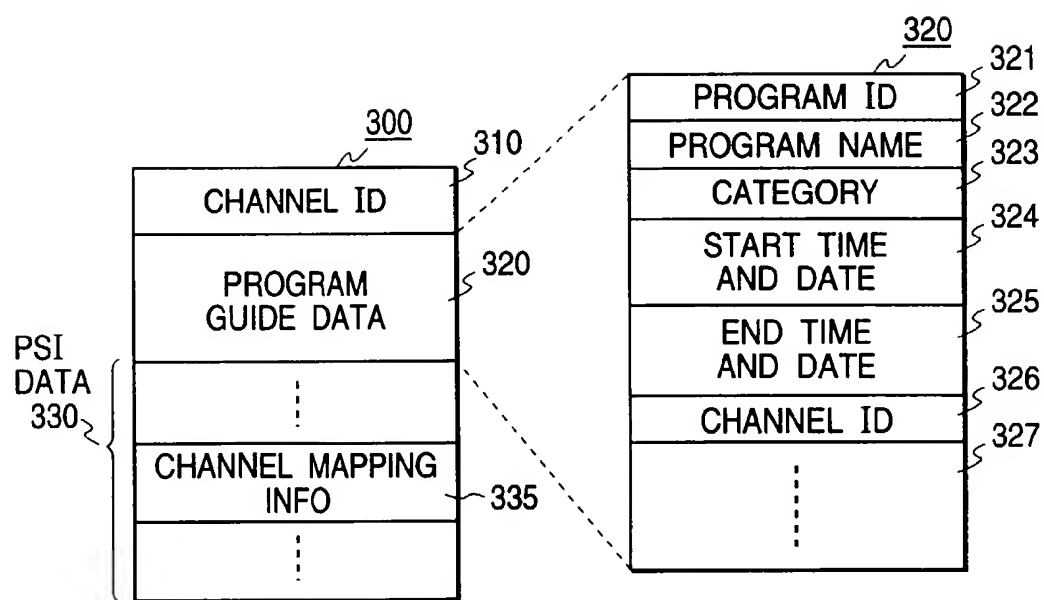 300
310
CHANNEL ID
PROGRAM
GUIDE DATA
320
PSI
DATA
330
CHANNEL MAPPING
INFO
335
320
321
PROGRAM ID
322
PROGRAM NAME
323
CATEGORY
324
START TIME
AND DATE
325
END TIME
AND DATE
326
CHANNEL ID
327